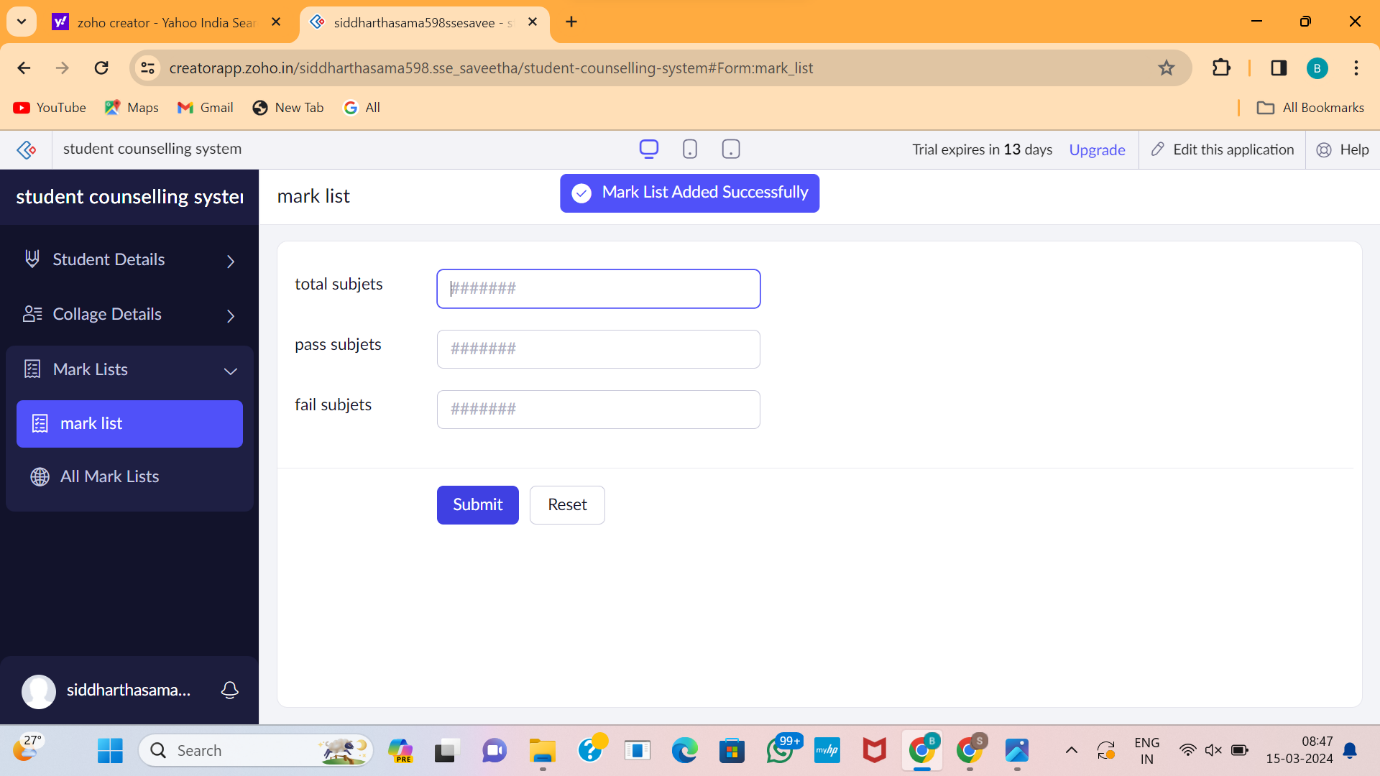 zoho creator - Yahoo India Sear
siddharthasama598ssesavee - s
creatorapp.zoho.in/siddharthasama598.sse_saveetha/student-counselling-system#Form:mark_list
B
YouTube
Maps
Gmail
New Tab
All
All Bookmarks
student counselling system
Trial expires in 13 days
Upgrade
Edit this application
Help
student counselling syster
mark list
Mark List Added Successfully
Student Details
Collage Details
Mark Lists
mark list
All Mark Lists
total subjets
#######
pass subjets
#######
fail subjets
#######
Submit
Reset
siddharthasama...
27°
Search
PRE
99+
myhp
B
S
ENG
IN
08:47
15-03-2024